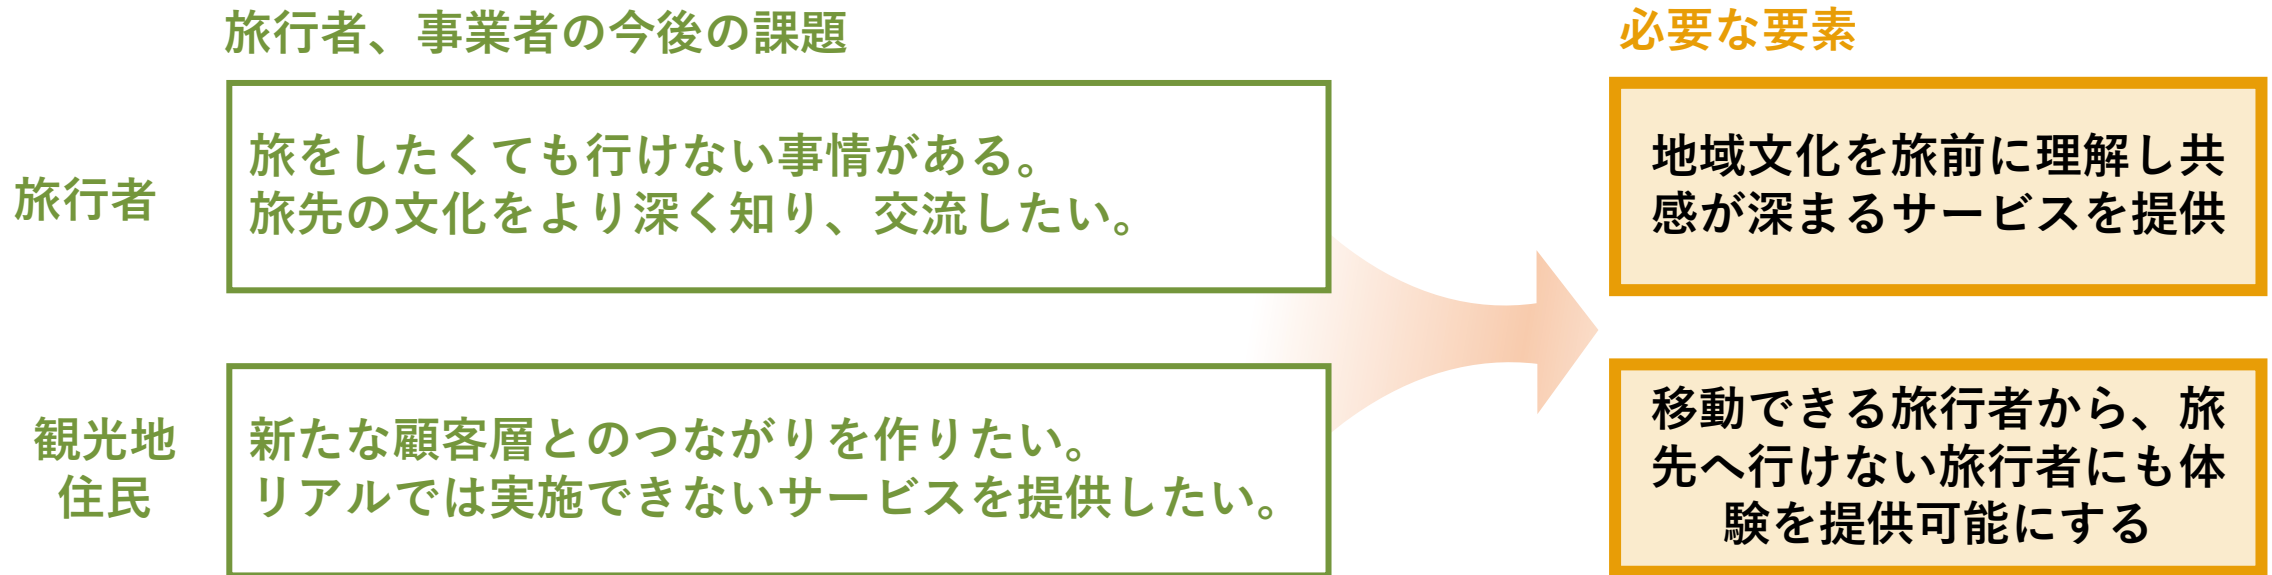 旅行者、事業者の今後の課題
必要な要素
旅行者
旅をしたくても行けない事情がある。
旅先の文化をより深く知り、交流したい。
地域文化を旅前に理解し共
感が深まるサービスを提供
観光地
住民
新たな顧客層とのつながりを作りたい。
リアルでは実施できないサービスを提供したい。
移動できる旅行者から、旅
先へ行けない旅行者にも体
験を提供可能にする